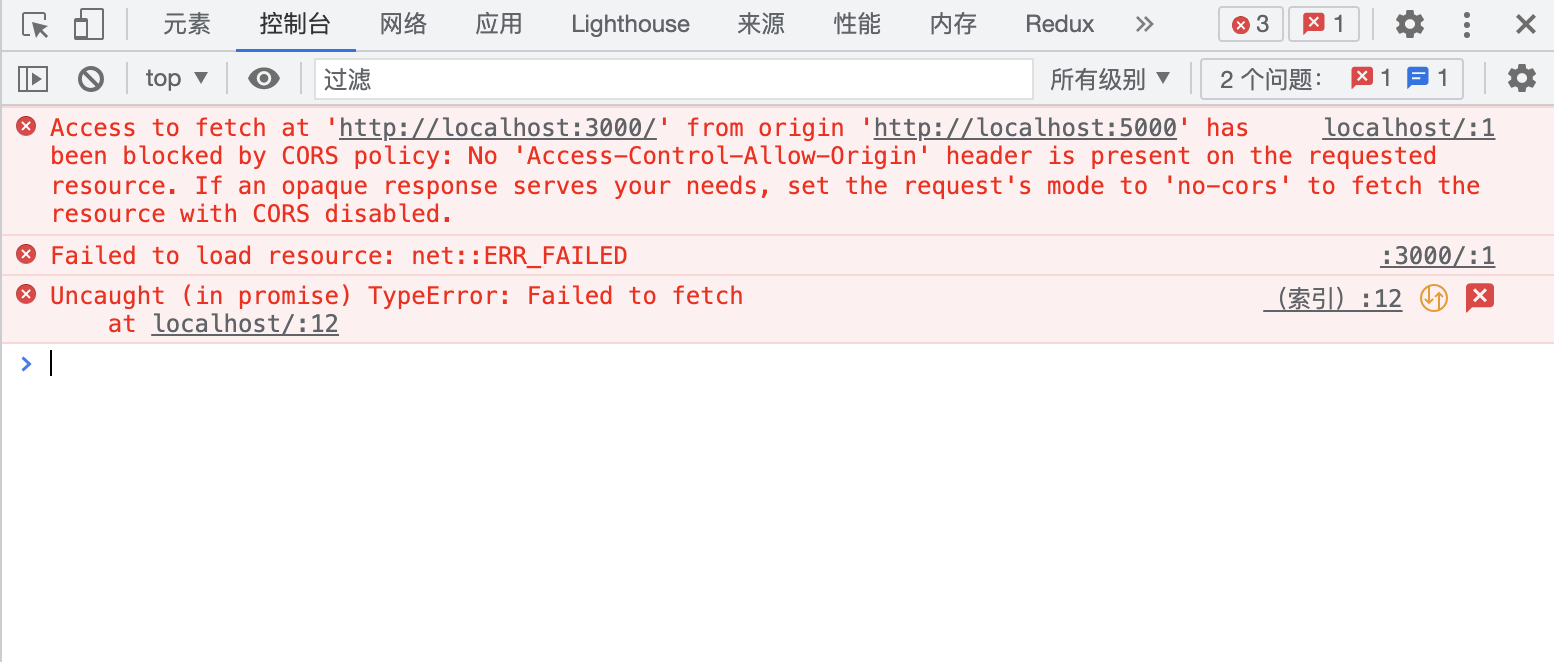 元素 控制台 网络 应用 Lighthouse 来源 性能 内存 Redux 3 1
top 过滤 所有级别 2 个问题: 1 1
Access to fetch at 'http://localhost:3000/' from origin 'http://localhost:5000' has localhost/:1
been blocked by CORS policy: No 'Access-Control-Allow-Origin' header is present on the requested
resource. If an opaque response serves your needs, set the request's mode to 'no-cors' to fetch the
resource with CORS disabled.
Failed to load resource: net::ERR_FAILED :3000/:1
Uncaught (in promise) TypeError: Failed to fetch （索引）:12
at localhost/:12